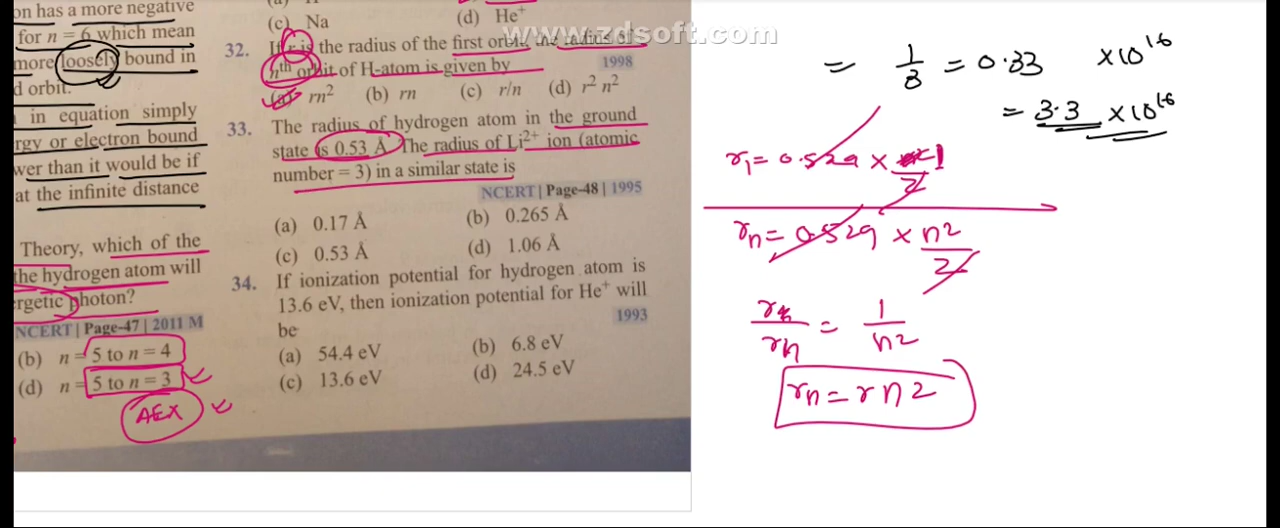 on has a more negative
for n = 6 which mean
more loosely bound in
d orbit.
in equation simply
rgy or electron bound
wer than it would be if
at the infinite distance
Theory, which of the
the hydrogen atom will
rgetic photon?
NCERT | Page-47 | 2011 M
(b) n = 5 to n = 4
(d) n = 5 to n = 3
AEX
(c) Na
(d) He⁺
www.zdsoft.com
32. If r is the radius of the first orbit, the radius of
nᵗʰ orbit of H-atom is given by
1998
(a) rn² (b) rn (c) r/n (d) r² n²
33. The radius of hydrogen atom in the ground
state is 0.53 Å. The radius of Li²⁺ ion (atomic
number = 3) in a similar state is
NCERT | Page-48 | 1995
(a) 0.17 Å (b) 0.265 Å
(c) 0.53 Å (d) 1.06 Å
34. If ionization potential for hydrogen atom is
13.6 eV, then ionization potential for He⁺ will
be
1993
(a) 54.4 eV (b) 6.8 eV
(c) 13.6 eV (d) 24.5 eV
= 1/3 = 0.33 ×10¹⁶
= 3.3 ×10¹⁶
r₁ = 0.529 × 1/Z
rₙ = 0.529 × n²/Z
r/rₙ = 1/n²
rₙ = r n²